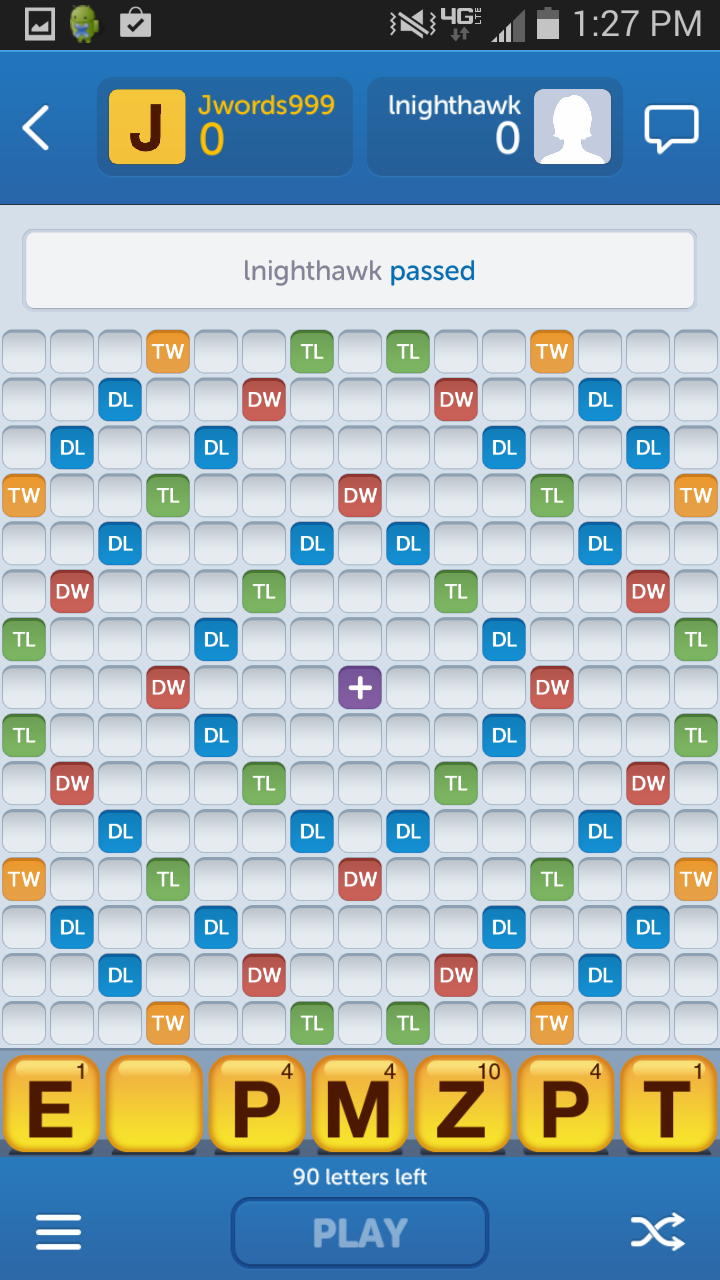 4G LTE 1:27 PM
J Jwords999 lnighthawk
0 0
lnighthawk passed
TW TL TL TW
DL DW DW DL
DL DL DL DL
TW TL DW TL TW
DL DL DL DL
DW TL TL DW
TL DL DL TL
DW + DW
TL DL DL TL
DW TL TL DW
DL DL DL DL
TW TL DW TL TW
DL DL DL DL
DL DW DW DL
TW TL TL TW
E 1 P 4 M 4 Z 10 P 4 T 1
90 letters left
PLAY